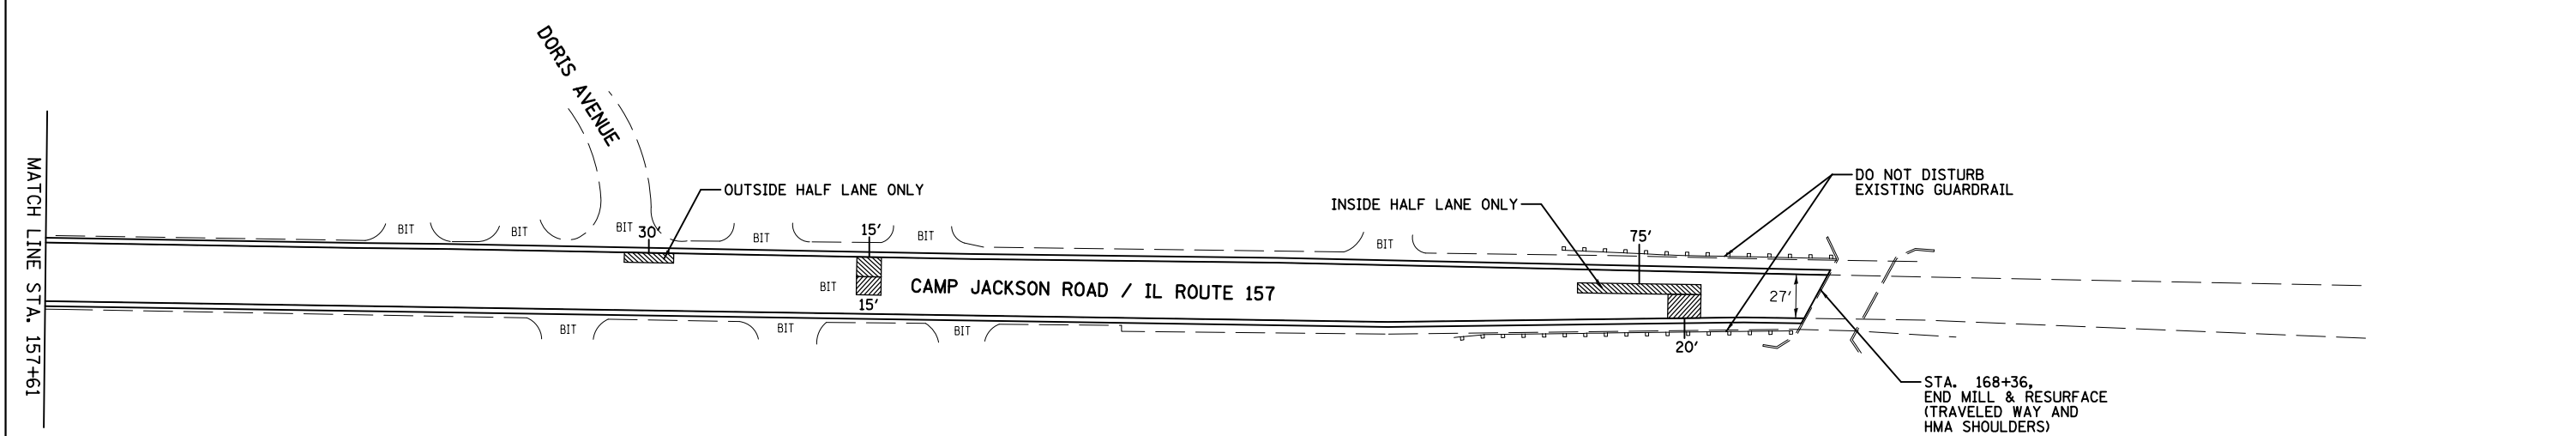 MATCH LINE STA. 157+61
DORIS AVENUE
OUTSIDE HALF LANE ONLY
BIT
BIT
BIT
30'
BIT
15'
BIT
BIT
15'
CAMP JACKSON ROAD / IL ROUTE 157
BIT
INSIDE HALF LANE ONLY
75'
DO NOT DISTURB
EXISTING GUARDRAIL
27'
20'
BIT
BIT
BIT
STA. 168+36,
END MILL & RESURFACE
(TRAVELED WAY AND
HMA SHOULDERS)